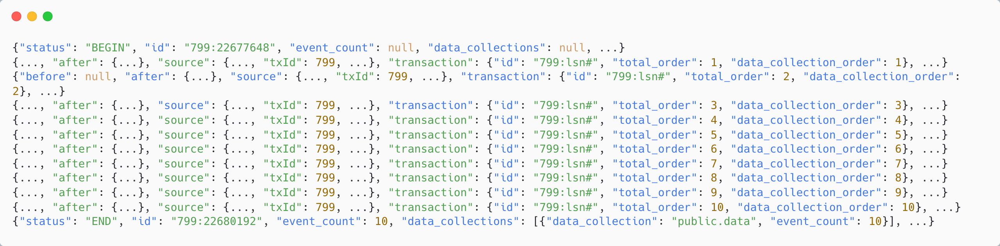 {"status": "BEGIN", "id": "799:22677648", "event_count": null, "data_collections": null, ...}
{..., "after": {...}, "source": {..., "txId": 799, ...}, "transaction": {"id": "799:lsn#", "total_order": 1, "data_collection_order": 1}, ...}
{"before": null, "after": {...}, "source": {..., "txId": 799, ...}, "transaction": {"id": "799:lsn#", "total_order": 2, "data_collection_order":
2}, ...}
{..., "after": {...}, "source": {..., "txId": 799, ...}, "transaction": {"id": "799:lsn#", "total_order": 3, "data_collection_order": 3}, ...}
{..., "after": {...}, "source": {..., "txId": 799, ...}, "transaction": {"id": "799:lsn#", "total_order": 4, "data_collection_order": 4}, ...}
{..., "after": {...}, "source": {..., "txId": 799, ...}, "transaction": {"id": "799:lsn#", "total_order": 5, "data_collection_order": 5}, ...}
{..., "after": {...}, "source": {..., "txId": 799, ...}, "transaction": {"id": "799:lsn#", "total_order": 6, "data_collection_order": 6}, ...}
{..., "after": {...}, "source": {..., "txId": 799, ...}, "transaction": {"id": "799:lsn#", "total_order": 7, "data_collection_order": 7}, ...}
{..., "after": {...}, "source": {..., "txId": 799, ...}, "transaction": {"id": "799:lsn#", "total_order": 8, "data_collection_order": 8}, ...}
{..., "after": {...}, "source": {..., "txId": 799, ...}, "transaction": {"id": "799:lsn#", "total_order": 9, "data_collection_order": 9}, ...}
{..., "after": {...}, "source": {..., "txId": 799, ...}, "transaction": {"id": "799:lsn#", "total_order": 10, "data_collection_order": 10}, ...}
{"status": "END", "id": "799:22680192", "event_count": 10, "data_collections": [{"data_collection": "public.data", "event_count": 10}], ...}